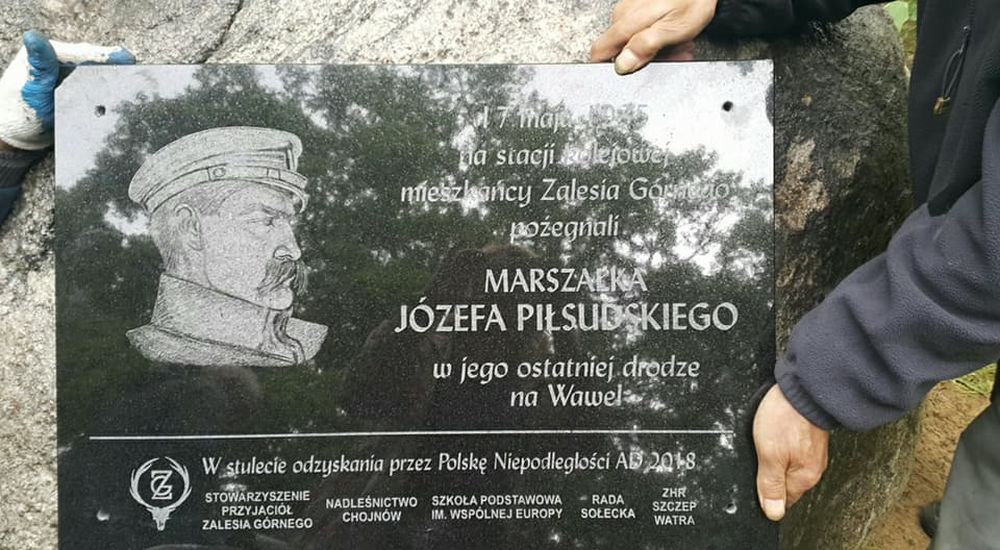 17 maja 1935
na stacji kolejowej
mieszkańcy Zalesia Górnego
pożegnali
MARSZAŁKA
JÓZEFA PIŁSUDSKIEGO
w jego ostatniej drodze
na Wawel
W stulecie odzyskania przez Polskę Niepodległości AD 2018
STOWARZYSZENIE
PRZYJACIÓŁ
ZALESIA GÓRNEGO
NADLEŚNICTWO
CHOJNÓW
SZKOŁA PODSTAWOWA
IM. WSPÓLNEJ EUROPY
RADA
SOŁECKA
ZHR
SZCZEP
WATRA